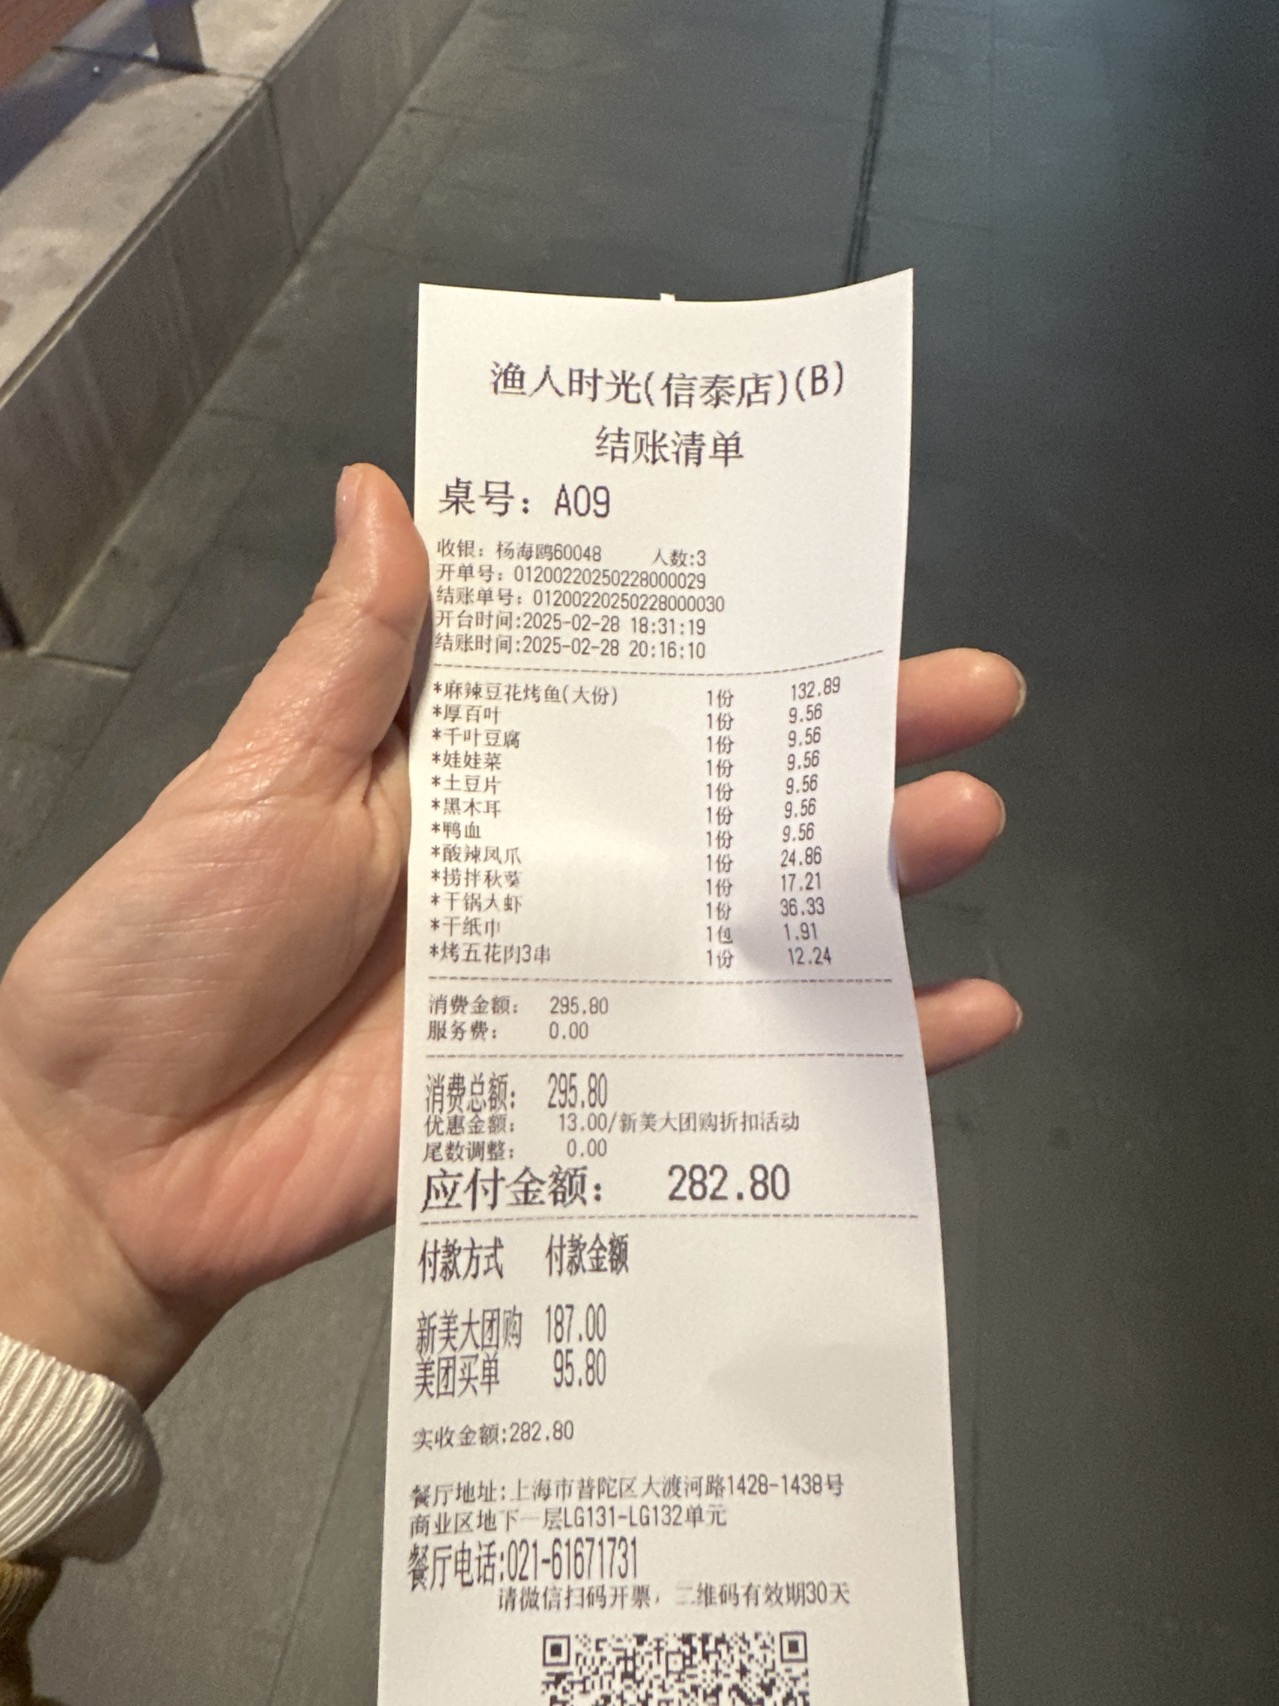 渔人时光(信泰店)(B)
结账清单
桌号：A09
收银：杨海鸥60048 人数:3
开单号：01200220250228000029
结账单号：01200220250228000030
开台时间:2025-02-28 18:31:19
结账时间:2025-02-28 20:16:10
*麻辣豆花烤鱼(大份) 1份 132.89
*厚百叶 1份 9.56
*千叶豆腐 1份 9.56
*娃娃菜 1份 9.56
*土豆片 1份 9.56
*黑木耳 1份 9.56
*鸭血 1份 9.56
*酸辣凤爪 1份 24.86
*捞拌秋葵 1份 17.21
*干锅大虾 1份 36.33
*干纸巾 1包 1.91
*烤五花肉3串 1份 12.24
消费金额： 295.80
服务费： 0.00
消费总额： 295.80
优惠金额： 13.00/新美大团购折扣活动
尾数调整： 0.00
应付金额： 282.80
付款方式 付款金额
新美大团购 187.00
美团买单 95.80
实收金额:282.80
餐厅地址:上海市普陀区大渡河路1428-1438号
商业区地下一层LG131-LG132单元
餐厅电话:021-61671731
请微信扫码开票，二维码有效期30天